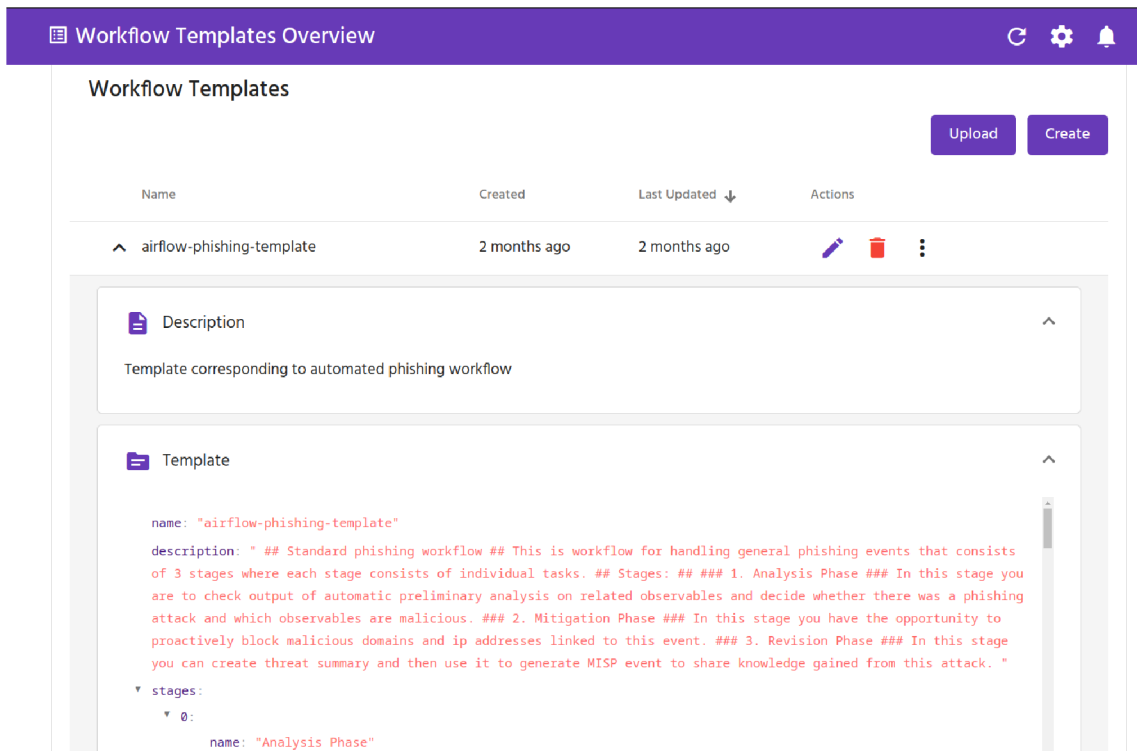 Workflow Templates Overview
Workflow Templates
Upload Create
Name Created Last Updated Actions
airflow-phishing-template 2 months ago 2 months ago
Description
Template corresponding to automated phishing workflow
Template
name: "airflow-phishing-template"
description: " ## Standard phishing workflow ## This is workflow for handling general phishing events that consists
of 3 stages where each stage consists of individual tasks. ## Stages: ## ### 1. Analysis Phase ### In this stage you
are to check output of automatic preliminary analysis on related observables and decide whether there was a phishing
attack and which observables are malicious. ### 2. Mitigation Phase ### In this stage you have the opportunity to
proactively block malicious domains and ip addresses linked to this event. ### 3. Revision Phase ### In this stage
you can create threat summary and then use it to generate MISP event to share knowledge gained from this attack. "
stages:
0:
name: "Analysis Phase"